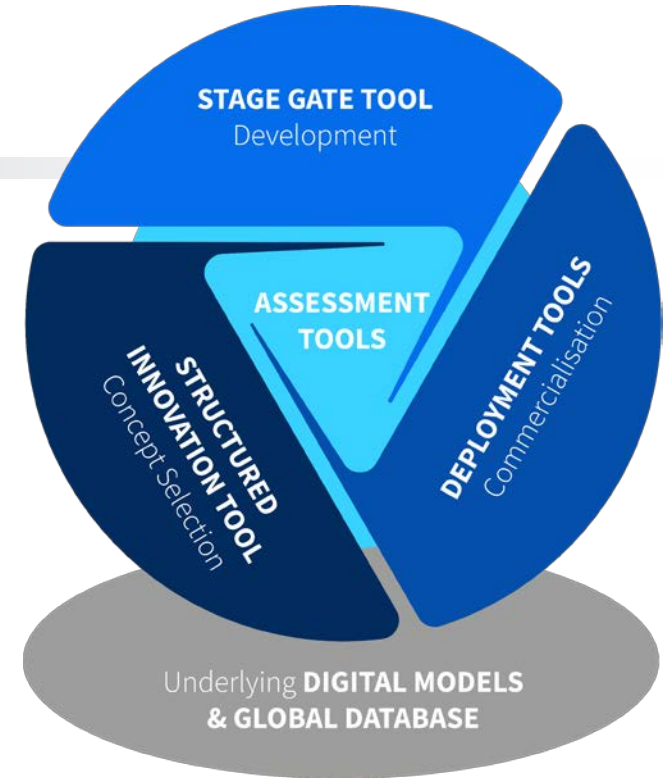 STAGE GATE TOOL
Development
ASSESSMENT
TOOLS
STRUCTURED
INNOVATION TOOL
Concept Selection
DEPLOYMENT TOOLS
Commercialisation
Underlying DIGITAL MODELS
& GLOBAL DATABASE